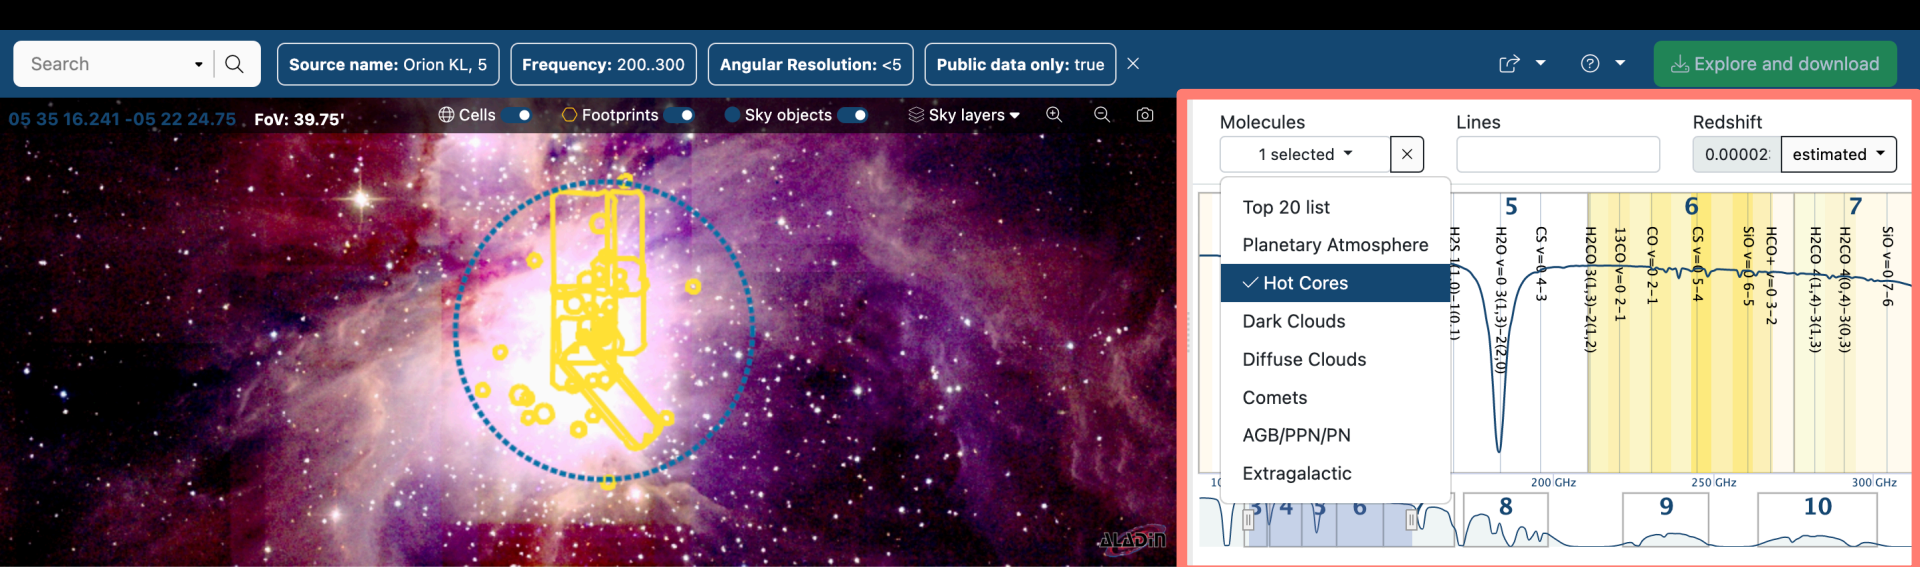 Search
Source name: Orion KL, 5
Frequency: 200..300
Angular Resolution: <5
Public data only: true
Explore and download
05 35 16.241 -05 22 24.75
FoV: 39.75'
Cells
Footprints
Sky objects
Sky layers
ALADIN
Molecules
Lines
Redshift
1 selected
0.000002
estimated
Top 20 list
Planetary Atmosphere
Hot Cores
Dark Clouds
Diffuse Clouds
Comets
AGB/PPN/PN
Extragalactic
5
6
7
H2O v=0 3(1,3)-2(2,0)
CS v=0 4-3
H2CO 3(1,3)-2(1,2)
13CO v=0 2-1
CO v=0 2-1
CS v=0 5-4
SiO v=0 6-5
HCO+ v=0 3-2
H2CO 4(1,4)-3(1,3)
H2CO 4(0,4)-3(0,3)
SiO v=0 7-6
200 GHz
250 GHz
300 GHz
3
4
5
6
8
9
10